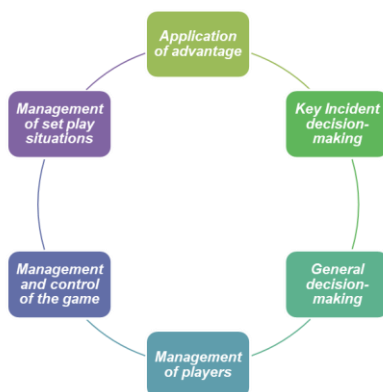 Application
of advantage
Key Incident
decision-
making
General
decision-
making
Management
of players
Management
and control
of the game
Management
of set play
situations